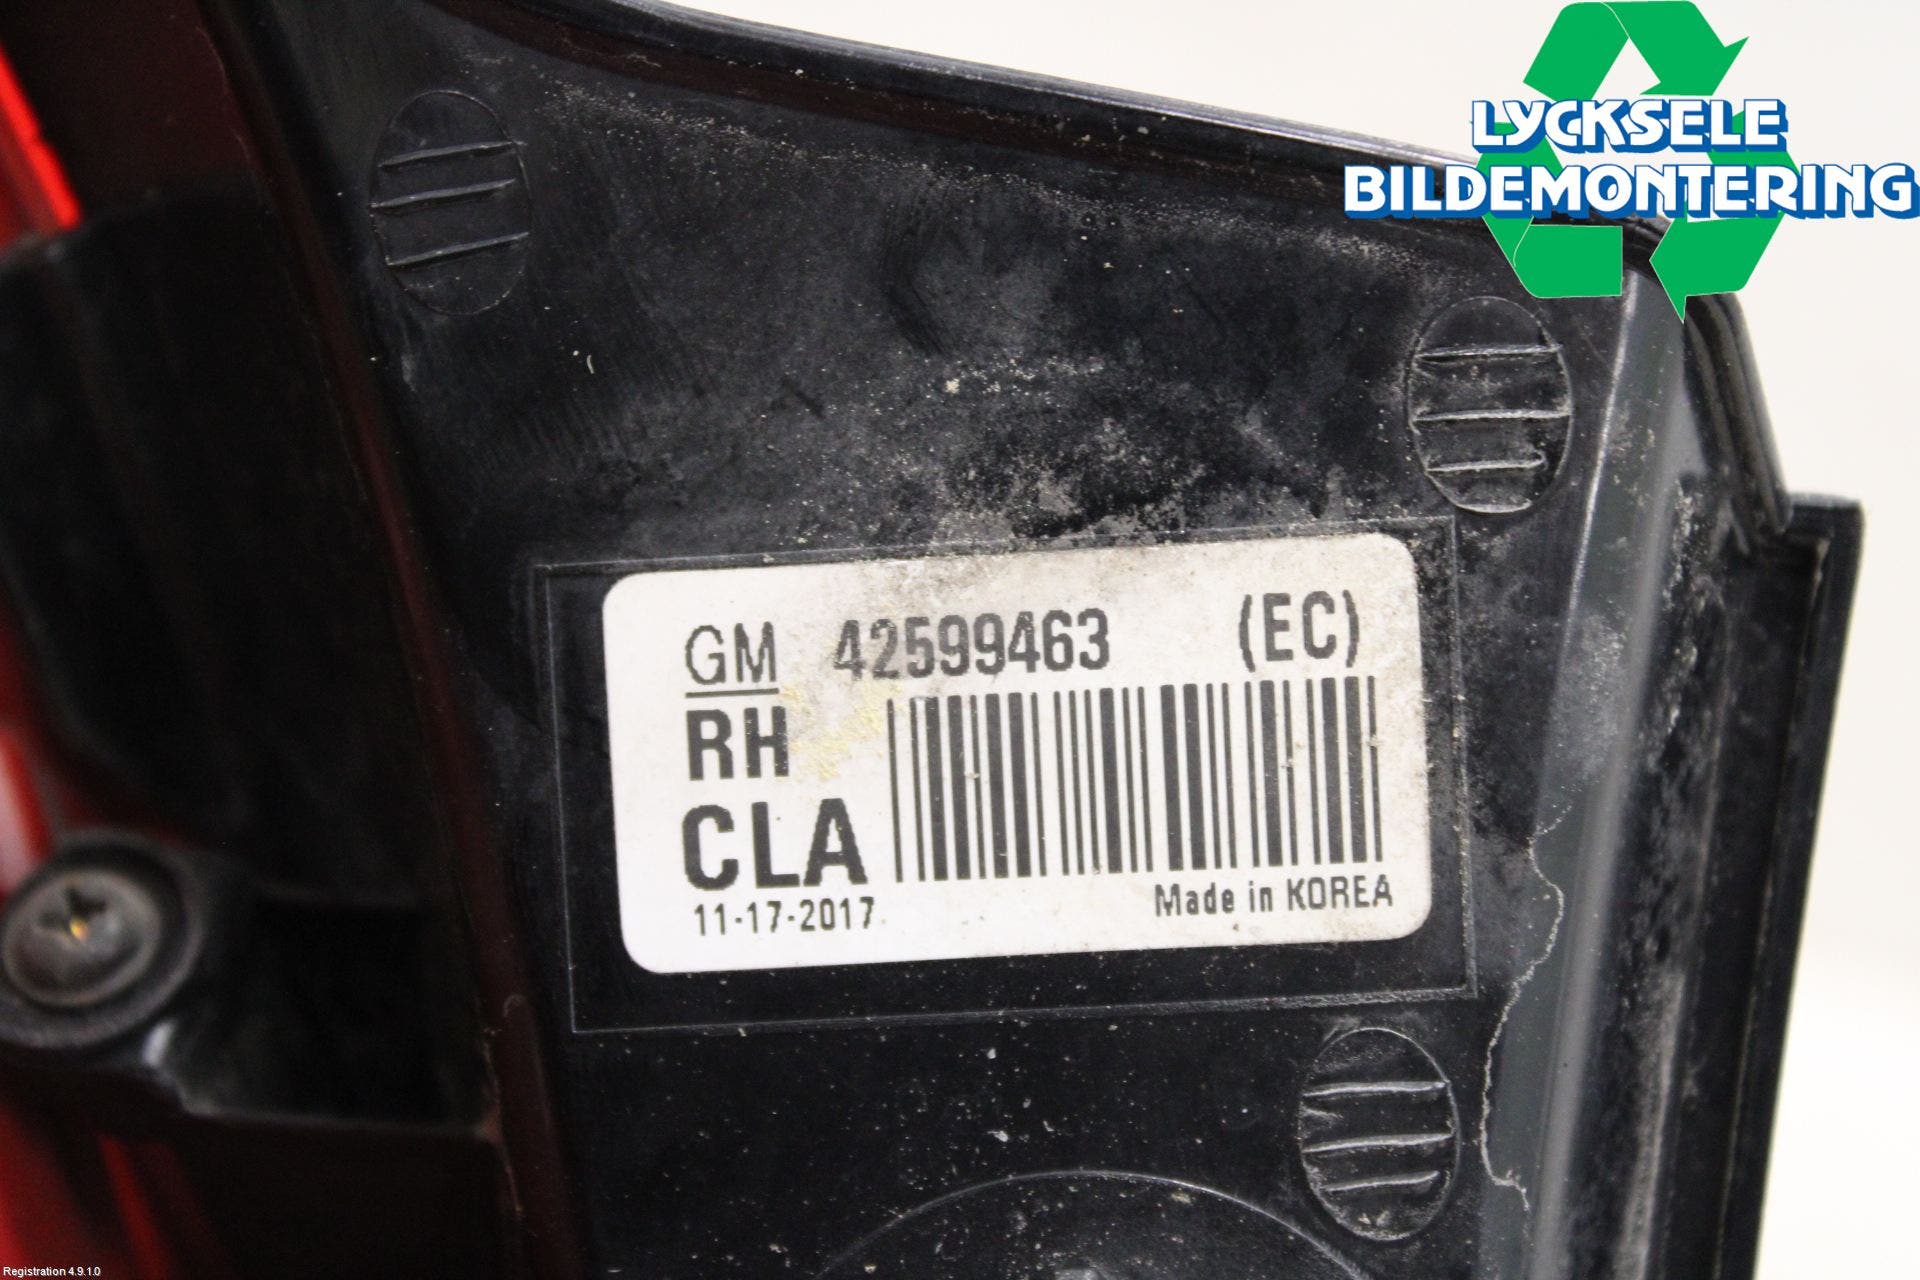 LYCKSELE
BILDEMONTERING
GM 42599463 (EC)
RH
CLA
11-17-2017 Made in KOREA
Registration 4.9.1.0